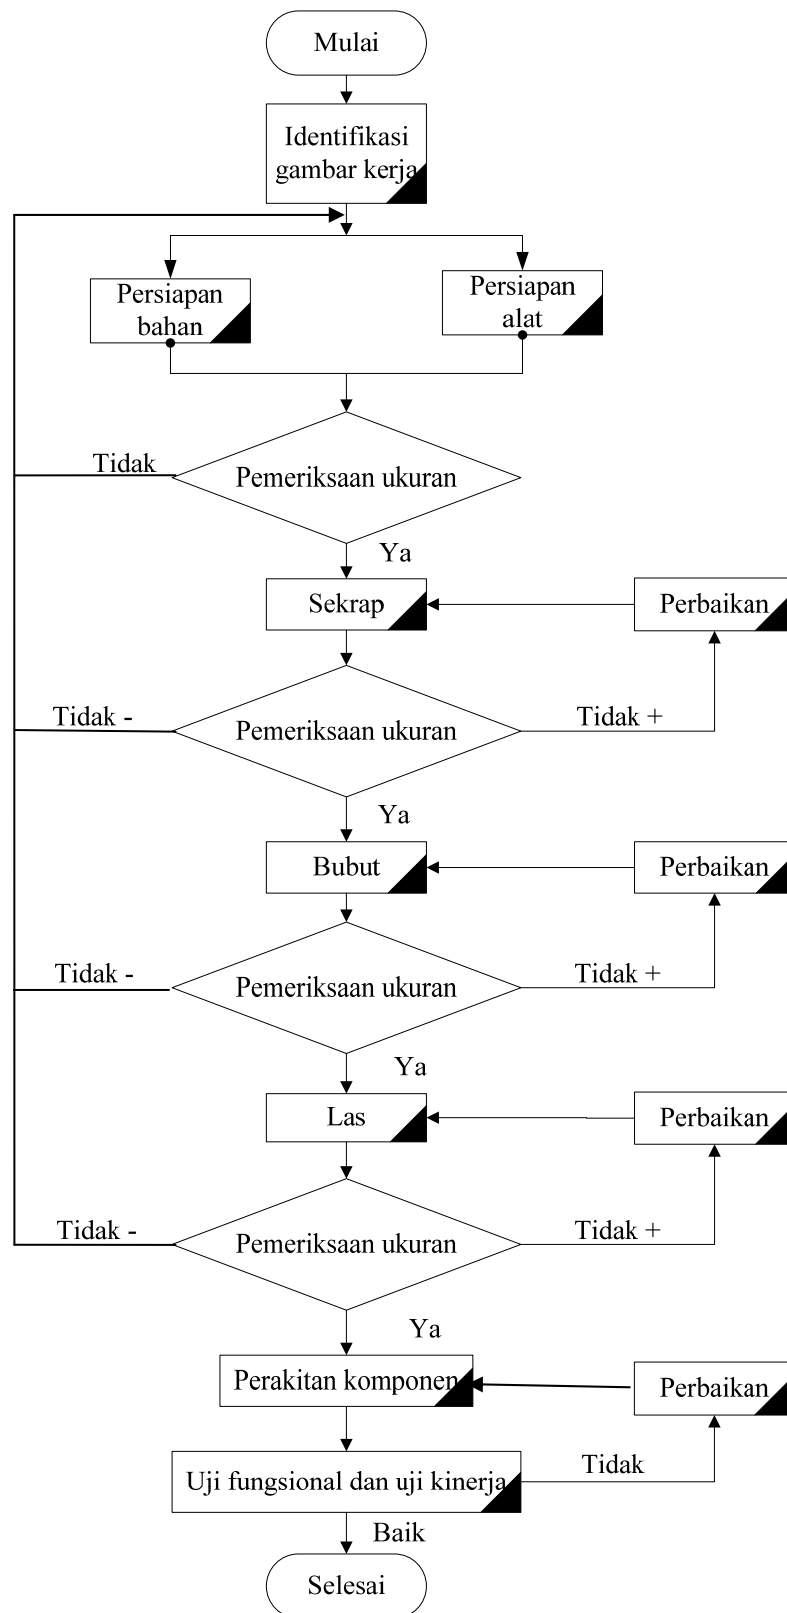 Mulai
Identifikasi
gambar kerja
Persiapan
bahan
Persiapan
alat
Tidak
Pemeriksaan ukuran
Ya
Sekrap
Perbaikan
Tidak -
Pemeriksaan ukuran
Tidak +
Ya
Bubut
Perbaikan
Tidak -
Pemeriksaan ukuran
Tidak +
Ya
Las
Perbaikan
Tidak -
Pemeriksaan ukuran
Tidak +
Ya
Perakitan komponen
Perbaikan
Uji fungsional dan uji kinerja
Tidak
Baik
Selesai